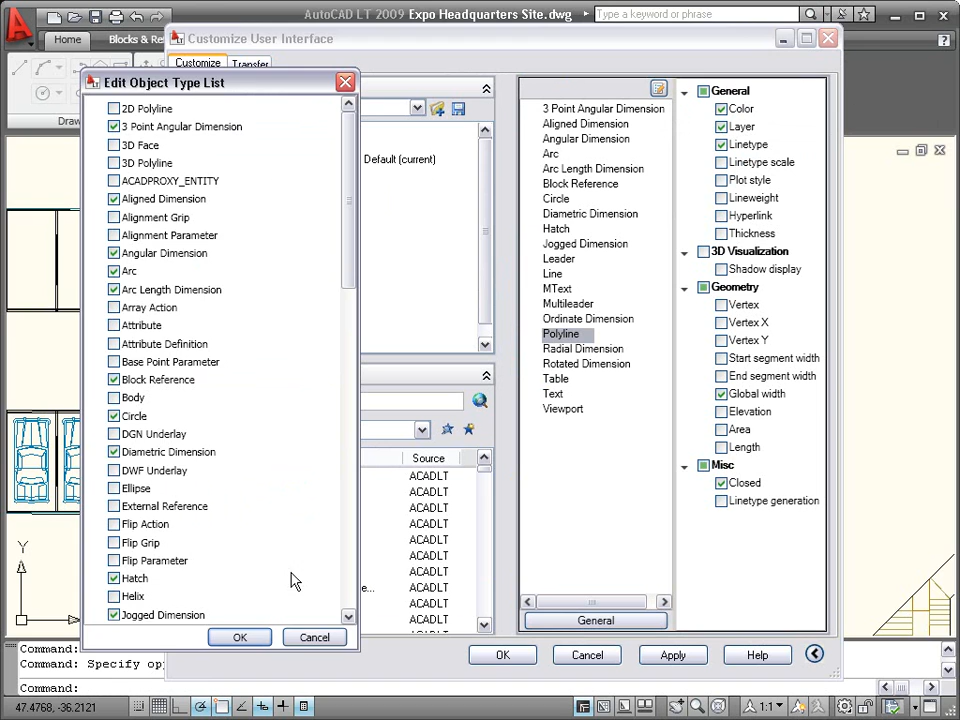 AutoCAD LT 2009 Expo Headquarters Site.dwg
Type a keyword or phrase
Home
Blocks & Re
Customize User Interface
Customize
Transfer
Draw
Edit Object Type List
2D Polyline
3 Point Angular Dimension
3D Face
3D Polyline
ACADPROXY_ENTITY
Aligned Dimension
Alignment Grip
Alignment Parameter
Angular Dimension
Arc
Arc Length Dimension
Array Action
Attribute
Attribute Definition
Base Point Parameter
Block Reference
Body
Circle
DGN Underlay
Diametric Dimension
DWF Underlay
Ellipse
External Reference
Flip Action
Flip Grip
Flip Parameter
Hatch
Helix
Jogged Dimension
OK
Cancel
Default (current)
Source
ACADLT
ACADLT
ACADLT
ACADLT
ACADLT
ACADLT
ACADLT
e...
ACADLT
ACADLT
3 Point Angular Dimension
Aligned Dimension
Angular Dimension
Arc
Arc Length Dimension
Block Reference
Circle
Diametric Dimension
Hatch
Jogged Dimension
Leader
Line
MText
Multileader
Ordinate Dimension
Polyline
Radial Dimension
Rotated Dimension
Table
Text
Viewport
General
General
Color
Layer
Linetype
Linetype scale
Plot style
Lineweight
Hyperlink
Thickness
3D Visualization
Shadow display
Geometry
Vertex
Vertex X
Vertex Y
Start segment width
End segment width
Global width
Elevation
Area
Length
Misc
Closed
Linetype generation
OK
Cancel
Apply
Help
Y
Command:
Command: Specify op
Command:
47.4768, -36.2121
1:1